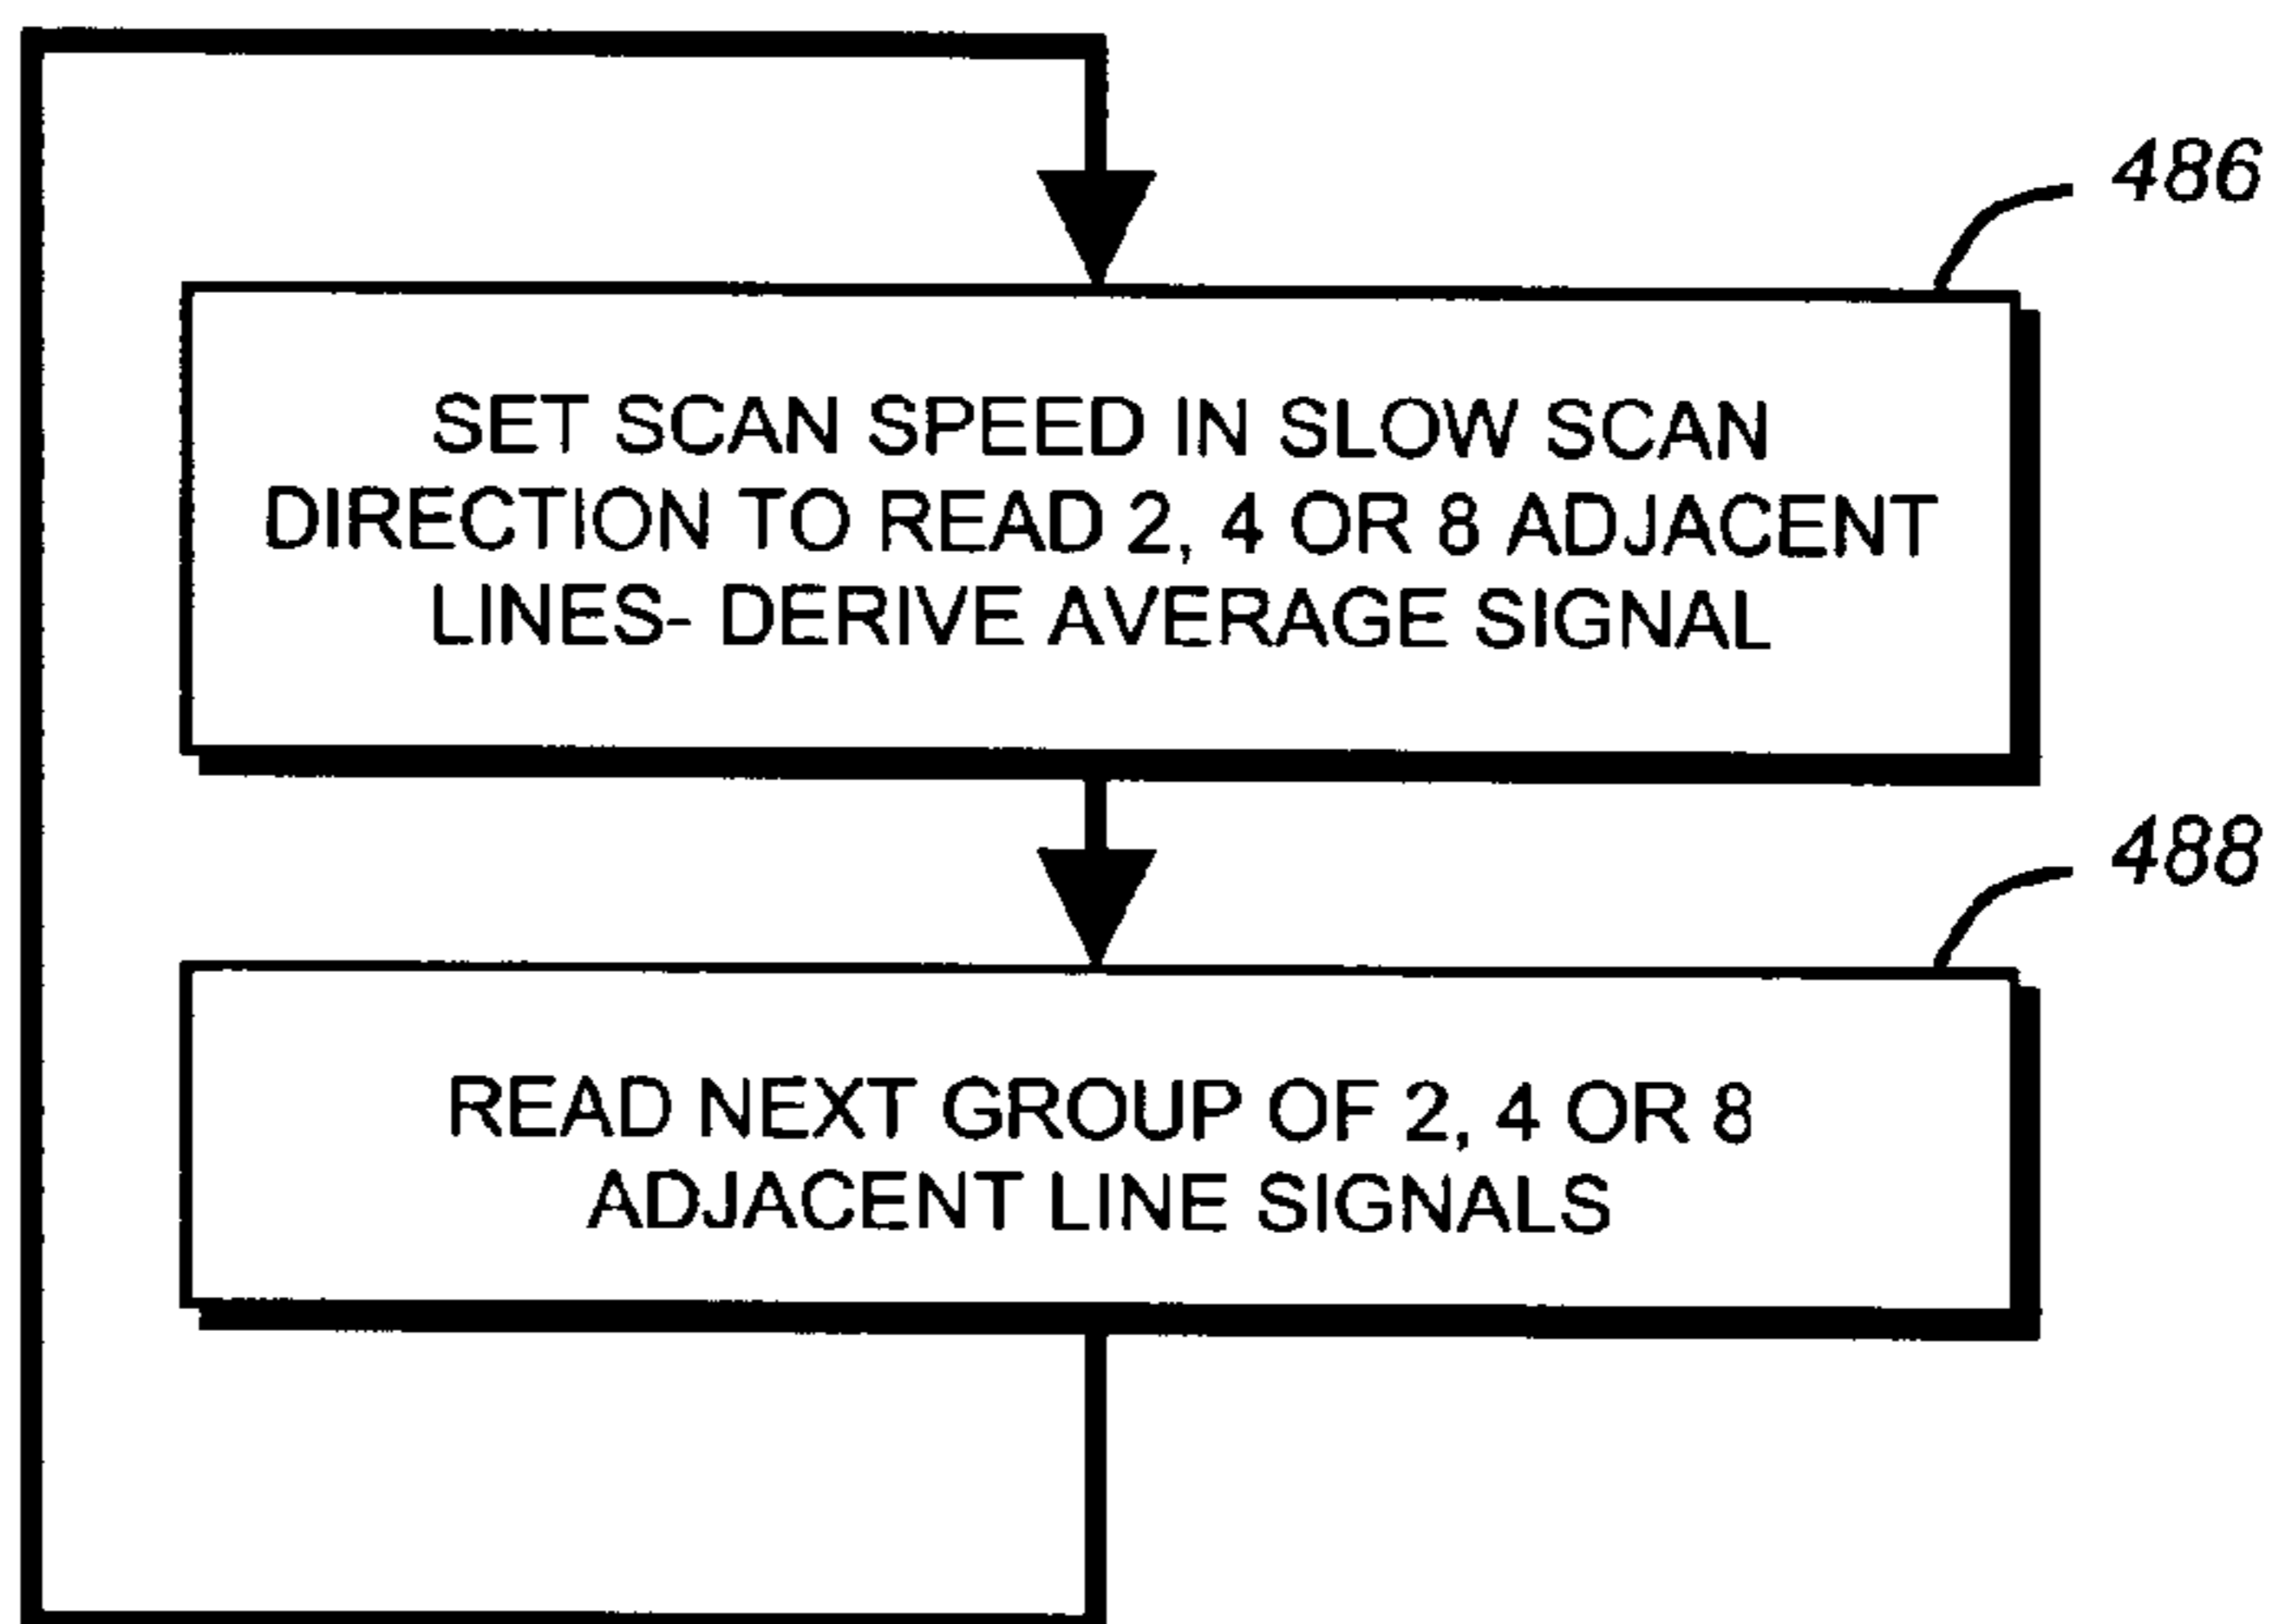 486
SET SCAN SPEED IN SLOW SCAN
DIRECTION TO READ 2, 4 OR 8 ADJACENT
LINES- DERIVE AVERAGE SIGNAL
488
READ NEXT GROUP OF 2, 4 OR 8
ADJACENT LINE SIGNALS